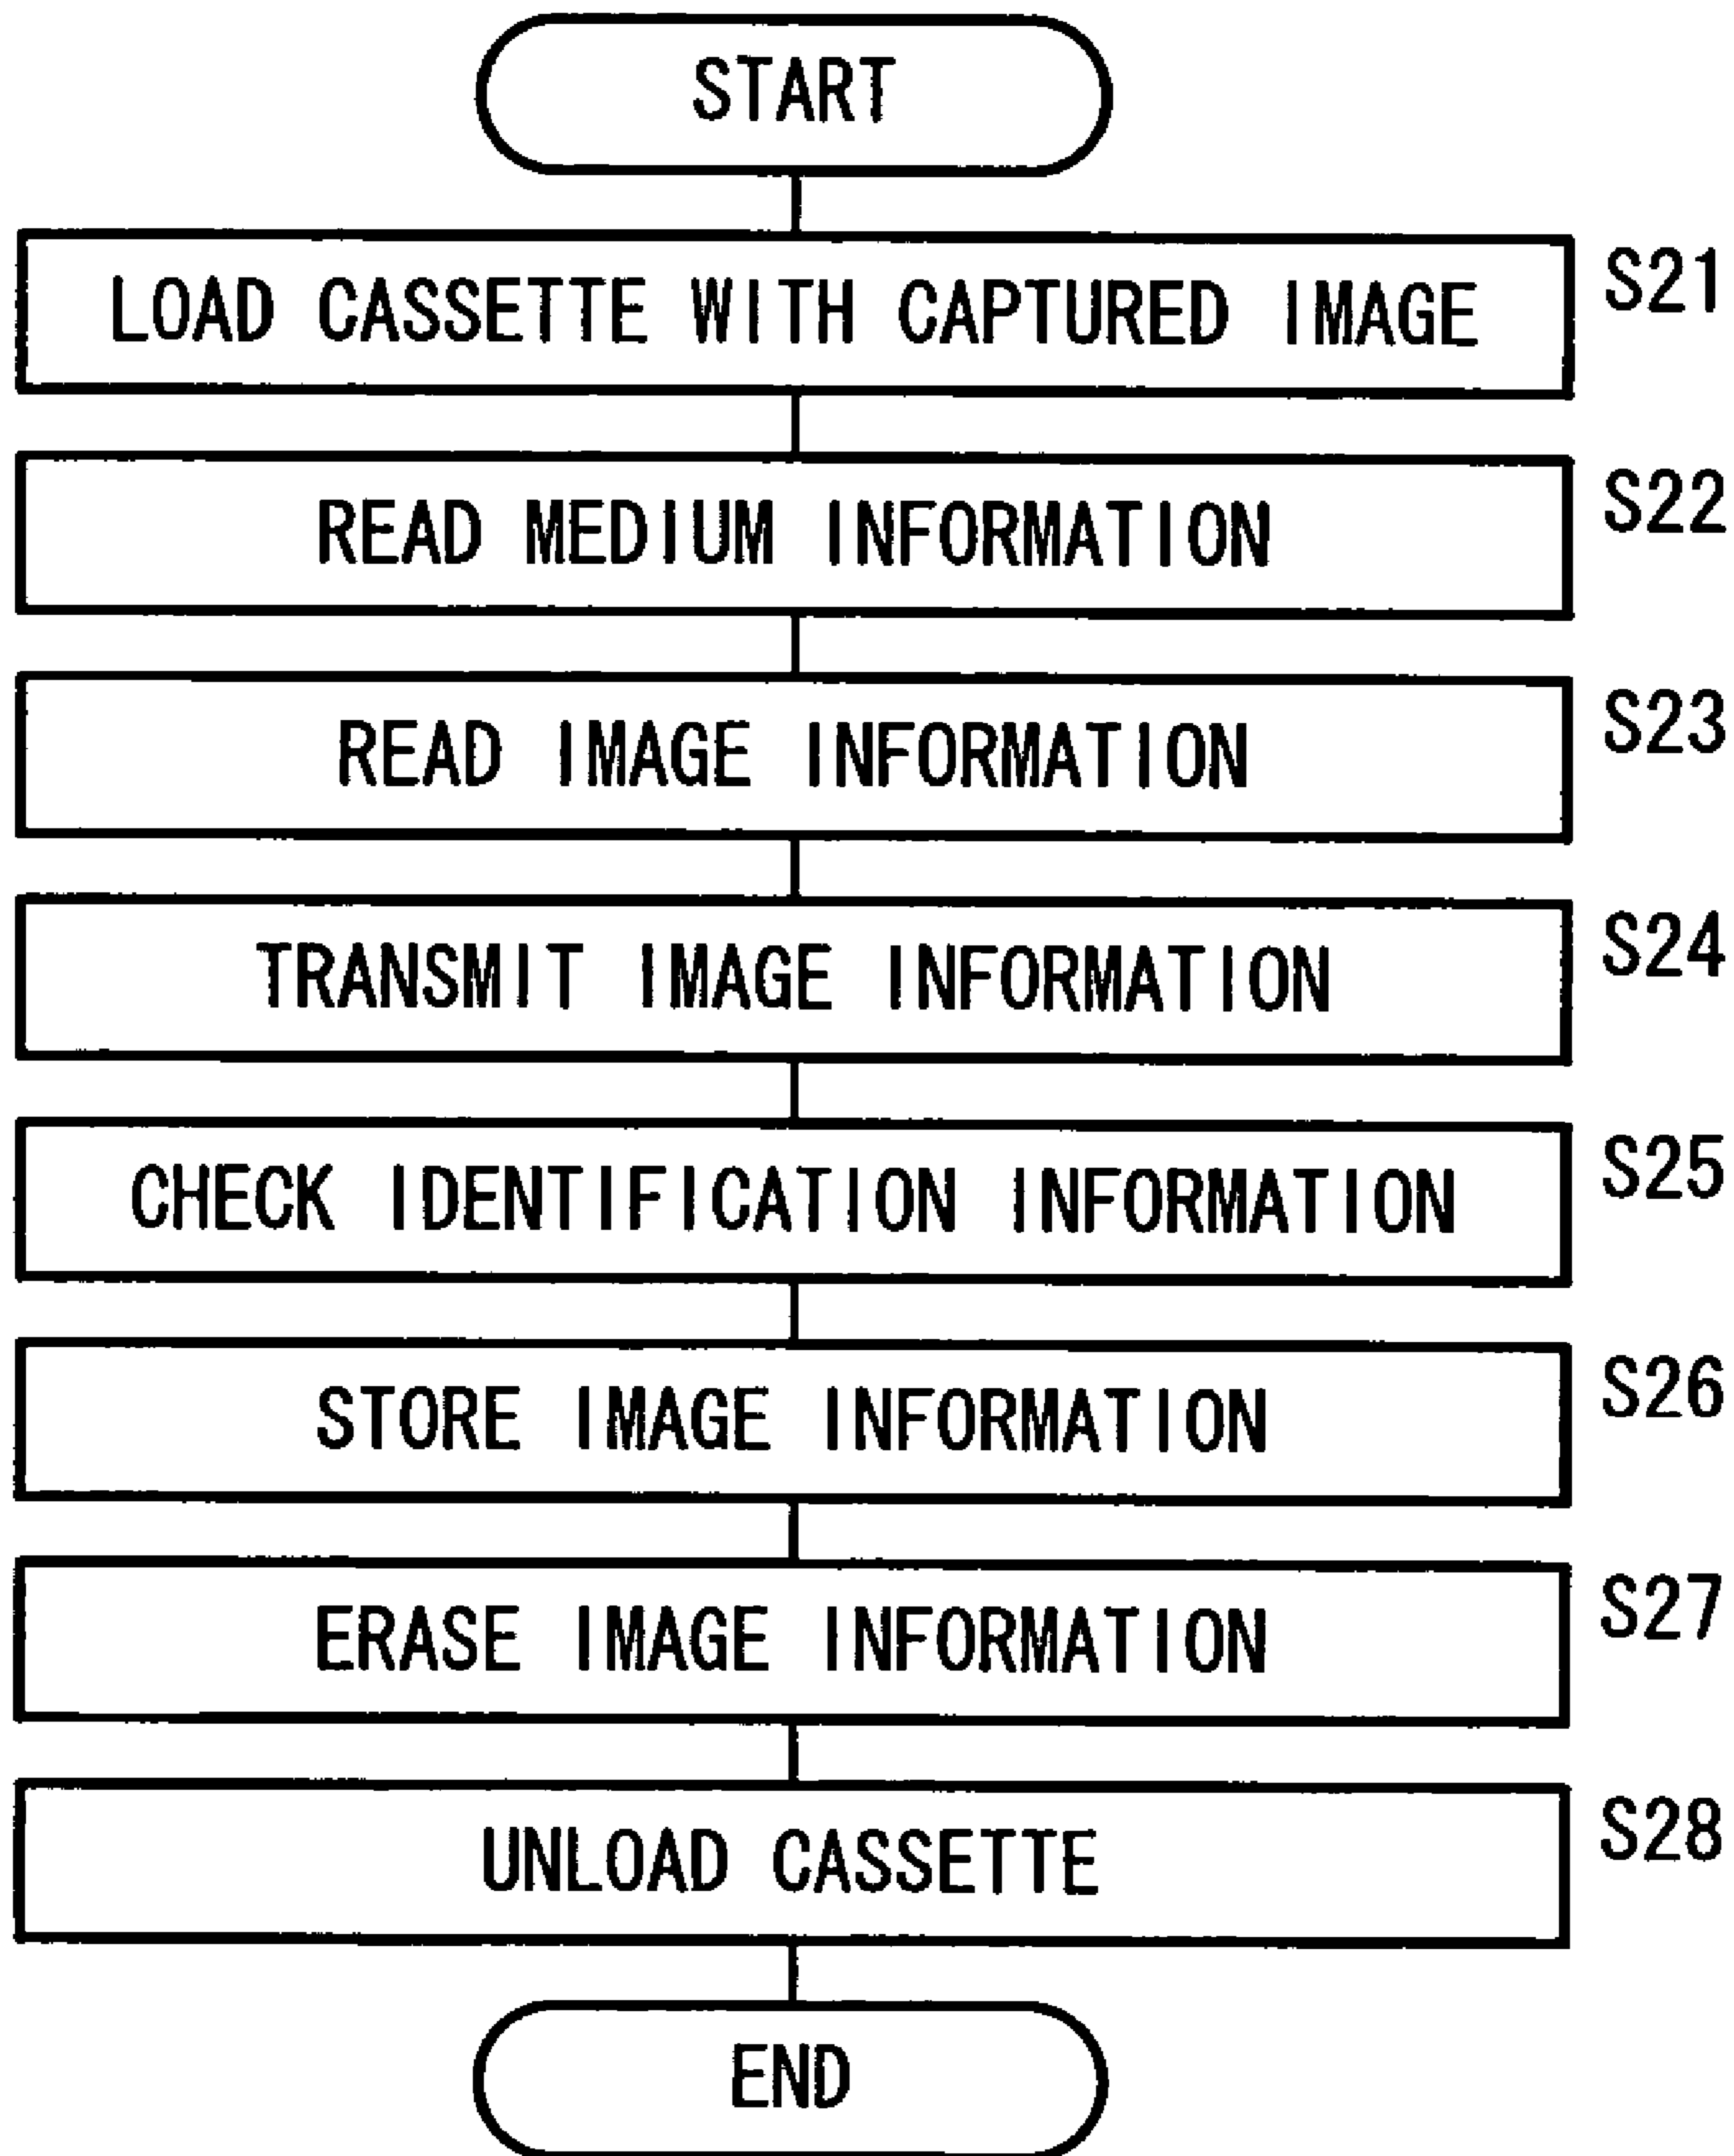 START
LOAD CASSETTE WITH CAPTURED IMAGE S21
READ MEDIUM INFORMATION S22
READ IMAGE INFORMATION S23
TRANSMIT IMAGE INFORMATION S24
CHECK IDENTIFICATION INFORMATION S25
STORE IMAGE INFORMATION S26
ERASE IMAGE INFORMATION S27
UNLOAD CASSETTE S28
END